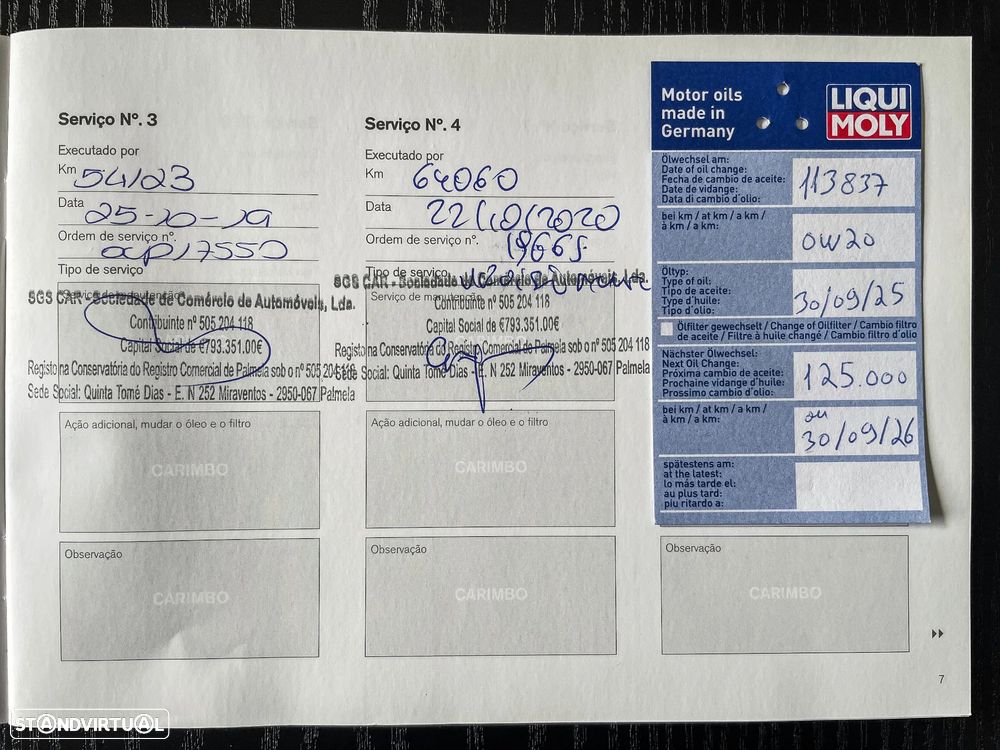 Serviço Nº. 3
Executado por
Km 54123
Data 25-10-19
Ordem de serviço nº.
Tipo de serviço
SGS CAR - Sociedade de Comércio de Automóveis, Lda.
Contribuinte nº 505 204 118
Capital Social de €793.351.00€
Registo na Conservatória do Registro Comercial de Palmela sob o nº 505 204 118
Sede Social: Quinta Tomé Dias - E. N 252 Miraventos - 2950-067 Palmela
Ação adicional, mudar o óleo e o filtro
CARIMBO
Observação
CARIMBO
Serviço Nº. 4
Executado por
Km 64060
Data 22/10/2020
Ordem de serviço nº.
Tipo de serviço
SGS CAR - Sociedade de Comércio de Automóveis, Lda.
Serviço de manutenção
Contribuinte nº 505 204 118
Capital Social de €793.351.00€
Registo na Conservatória do Registro Comercial de Palmela sob o nº 505 204 118
Sede Social: Quinta Tomé Dias - E. N 252 Miraventos - 2950-067 Palmela
Ação adicional, mudar o óleo e o filtro
CARIMBO
Observação
CARIMBO
Motor oils
made in
Germany
LIQUI
MOLY
Ölwechsel am:
Date of oil change:
Fecha de cambio de aceite:
Date de vidange:
Data di cambio d'olio:
113837
bei km / at km / a km /
à km / a km:
0W20
Öltyp:
Type of oil:
Tipo de aceite:
Type d'huile:
Tipo d'olio:
30/09/25
Ölfilter gewechselt / Change of Oilfilter / Cambio filtro
de aceite / Filtre à huile changé / Cambio filtro d'olio
Nächster Ölwechsel:
Next Oil Change:
Próxima cambio de aceite:
Prochaine vidange d'huile:
Prossimo cambio d'olio:
125.000
bei km / at km / a km /
à km / a km:
ou
30/09/26
spätestens am:
at the latest:
lo más tarde el:
au plus tard:
piu ritardo a:
Observação
CARIMBO
7
STANDVIRTUAL